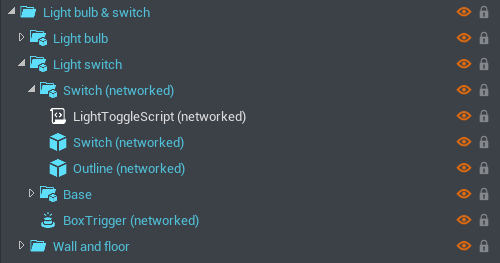 Light bulb & switch
Light bulb
Light switch
Switch (networked)
LightToggleScript (networked)
Switch (networked)
Outline (networked)
Base
BoxTrigger (networked)
Wall and floor